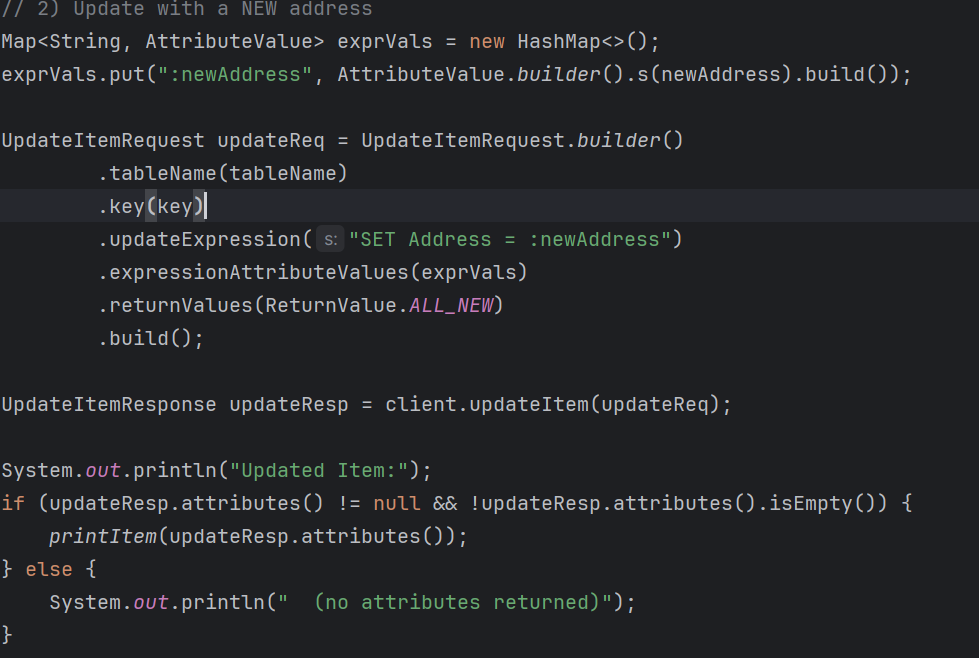 // 2) Update with a NEW address
Map<String, AttributeValue> exprVals = new HashMap<>();
exprVals.put(":newAddress", AttributeValue.builder().s(newAddress).build());

UpdateItemRequest updateReq = UpdateItemRequest.builder()
        .tableName(tableName)
        .key(key)
        .updateExpression( s: "SET Address = :newAddress")
        .expressionAttributeValues(exprVals)
        .returnValues(ReturnValue.ALL_NEW)
        .build();

UpdateItemResponse updateResp = client.updateItem(updateReq);

System.out.println("Updated Item:");
if (updateResp.attributes() != null && !updateResp.attributes().isEmpty()) {
    printItem(updateResp.attributes());
} else {
    System.out.println("  (no attributes returned)");
}